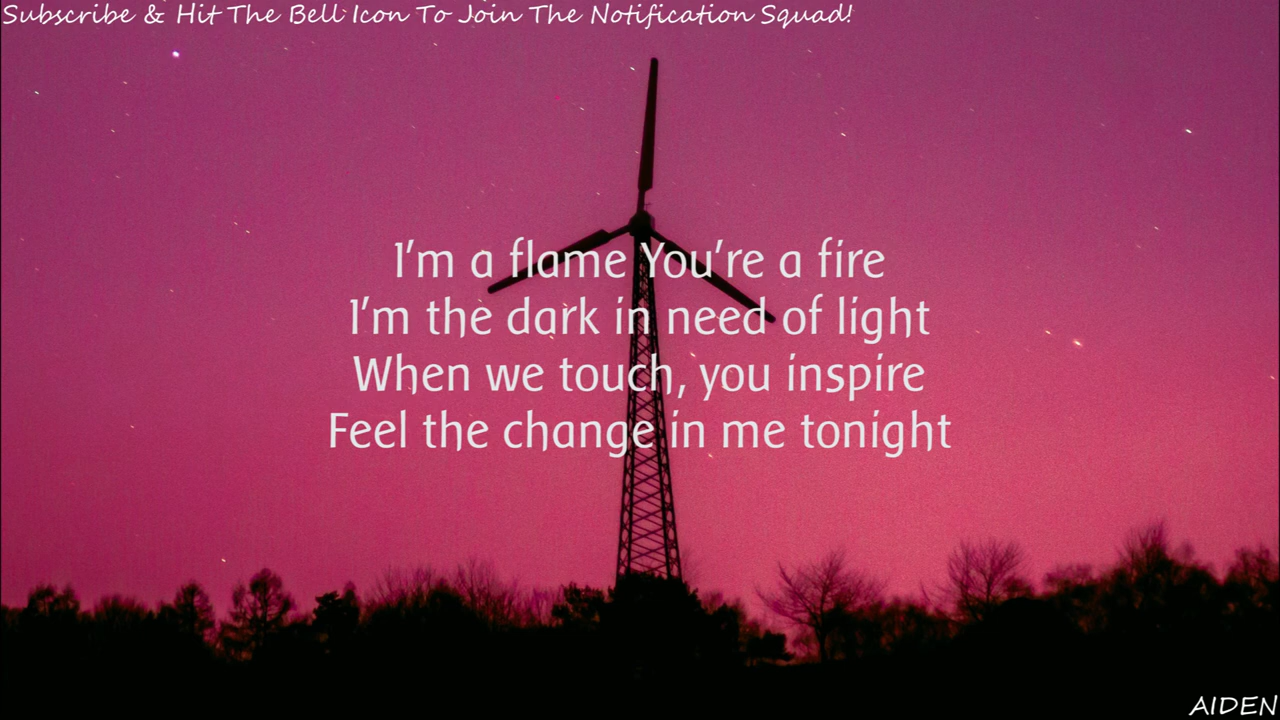 Subscribe & Hit The Bell Icon To Join The Notification Squad!
I'm a flame You're a fire
I'm the dark in need of light
When we touch, you inspire
Feel the change in me tonight
AIDEN